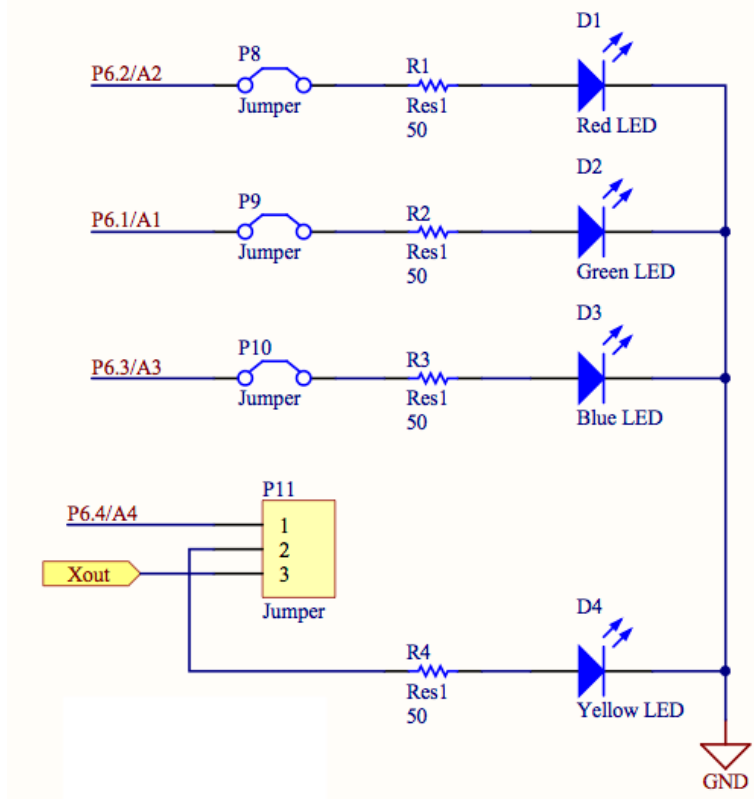 D1
P8
P6.2/A2
R1
Jumper
Res1
Red LED
50
D2
P9
P6.1/A1
R2
Jumper
Res1
Green LED
50
D3
P10
P6.3/A3
R3
Jumper
Res1
Blue LED
50
P11
P6.4/A4
1
2
Xout
3
Jumper
D4
R4
Res1
Yellow LED
50
GND